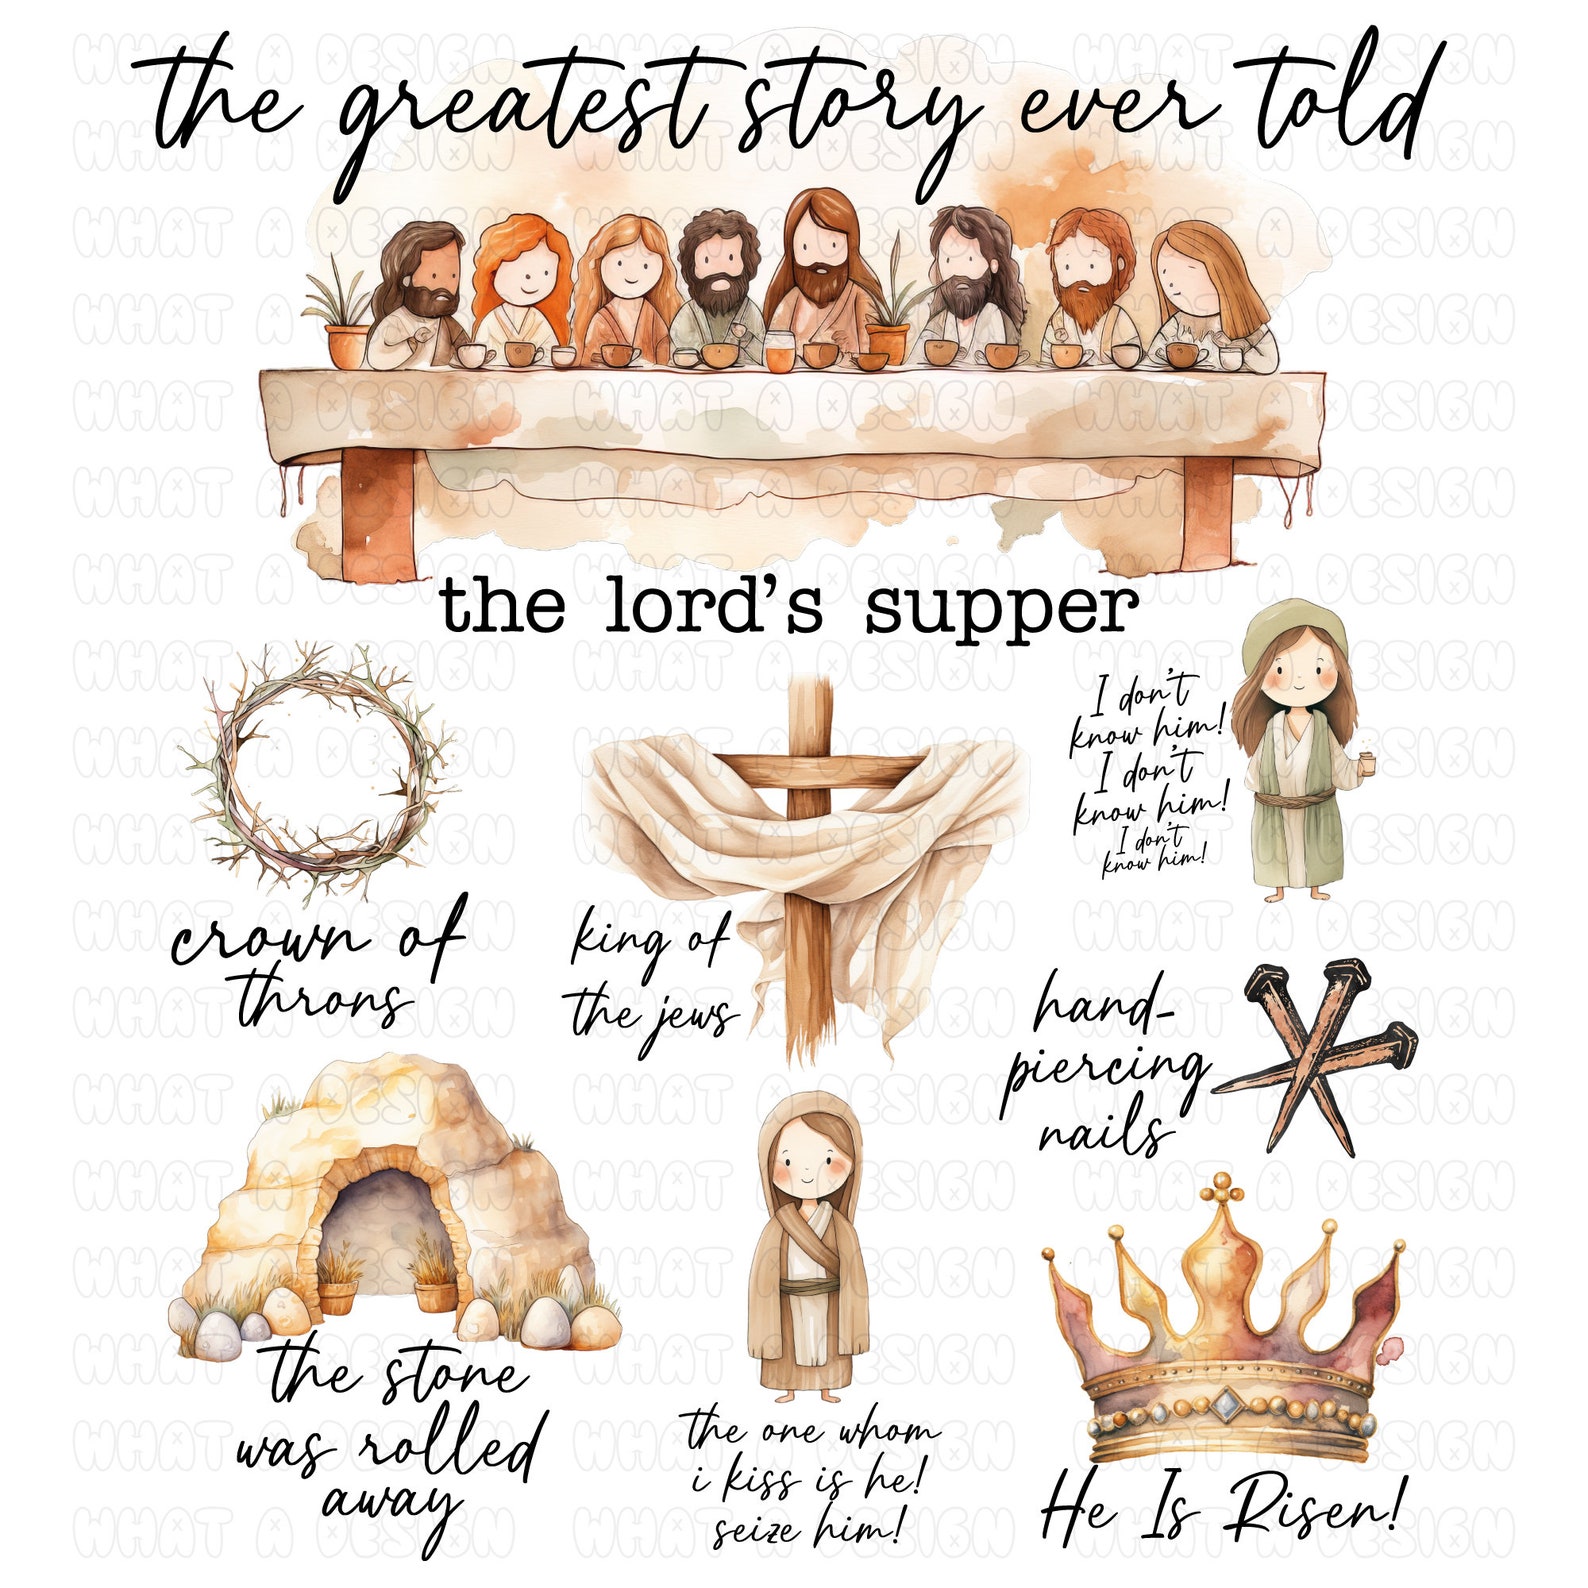 the greatest story ever told
the lord's supper
I don't
know him!
I don't
know him!
I don't
know him!
crown of
throns
king of
the jews
hand-
piercing
nails
the stone
was rolled
away
the one whom
i kiss is he!
seize him!
He Is Risen!
WHAT A DESIGN